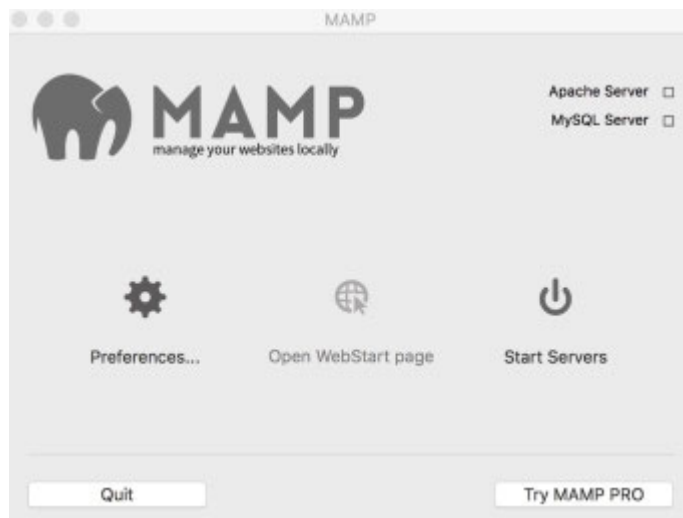 MAMP
MAMP
manage your websites locally
Apache Server
MySQL Server
Preferences...
Open WebStart page
Start Servers
Quit
Try MAMP PRO